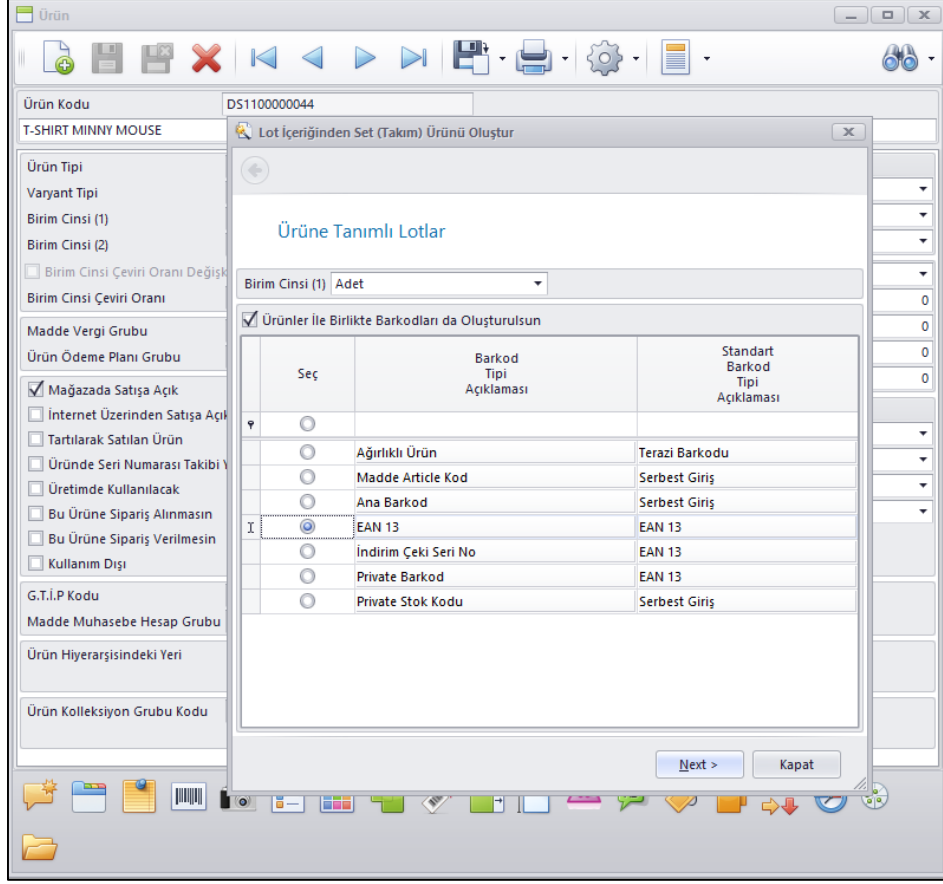 Ürün
Ürün Kodu
DS1100000044
T-SHIRT MINNY MOUSE
Lot İçeriğinden Set (Takım) Ürünü Oluştur
Ürün Tipi
Varyant Tipi
Birim Cinsi (1)
Birim Cinsi (2)
Birim Cinsi Çeviri Oranı Değişk
Birim Cinsi Çeviri Oranı
Madde Vergi Grubu
Ürün Ödeme Planı Grubu
Mağazada Satışa Açık
İnternet Üzerinden Satışa Açık
Tartılarak Satılan Ürün
Üründe Seri Numarası Takibi Y
Üretimde Kullanılacak
Bu Ürüne Sipariş Alınmasın
Bu Ürüne Sipariş Verilmesin
Kullanım Dışı
G.T.İ.P Kodu
Madde Muhasebe Hesap Grubu
Ürün Hiyerarşisindeki Yeri
Ürün Kolleksiyon Grubu Kodu
Ürüne Tanımlı Lotlar
Birim Cinsi (1) Adet
Ürünler İle Birlikte Barkodları da Oluşturulsun
Seç
Barkod
Tipi
Açıklaması
Standart
Barkod
Tipi
Açıklaması
Ağırlıklı Ürün Terazi Barkodu
Madde Article Kod Serbest Giriş
Ana Barkod Serbest Giriş
EAN 13 EAN 13
İndirim Çeki Seri No EAN 13
Private Barkod EAN 13
Private Stok Kodu Serbest Giriş
Next >
Kapat
0
0
0
0